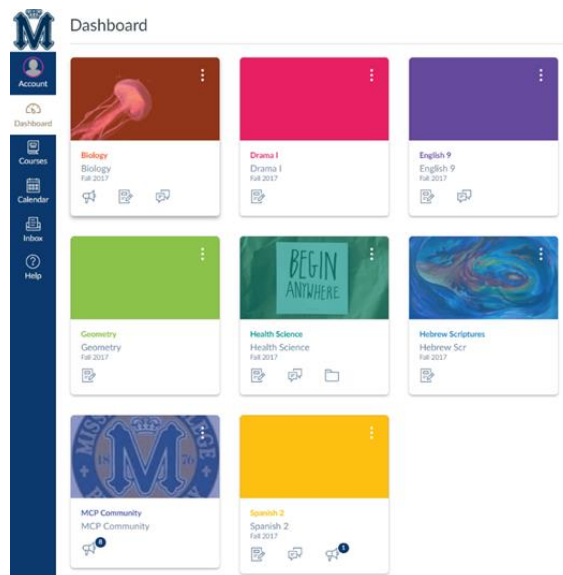 M
Dashboard
Account
Dashboard
Courses
Calendar
Inbox
Help
Biology
Biology
Fall 2017
Drama I
Drama I
Fall 2017
English 9
English 9
Fall 2017
BEGIN
ANYWHERE
Geometry
Geometry
Fall 2017
Health Science
Health Science
Fall 2017
Hebrew Scriptures
Hebrew Scr
Fall 2017
18 M 76
MCP Community
MCP Community
8
Spanish 2
Spanish 2
Fall 2017
1